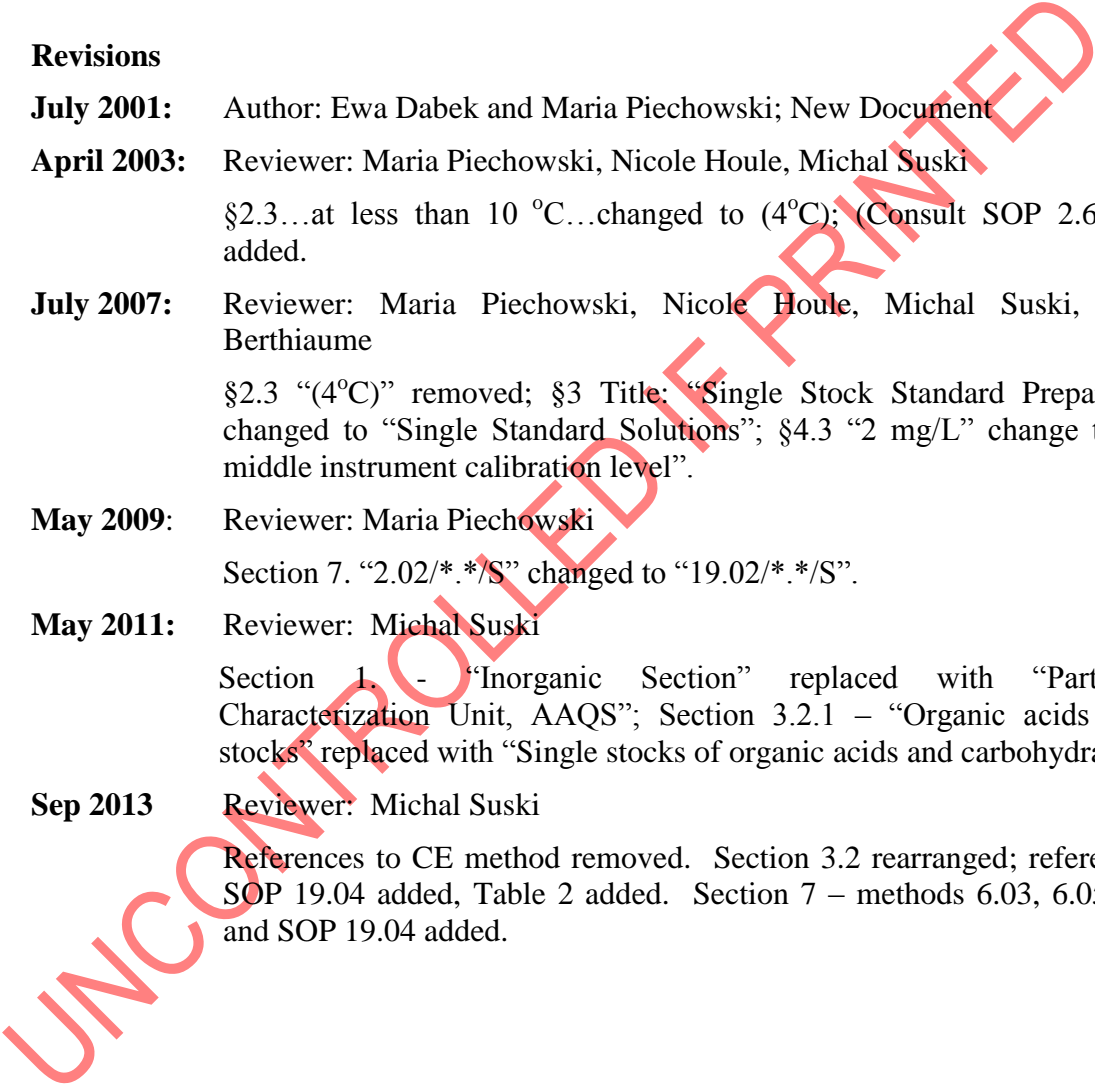 Revisions
July 2001: Author: Ewa Dabek and Maria Piechowski; New Document
April 2003: Reviewer: Maria Piechowski, Nicole Houle, Michal Suski
§2.3…at less than 10 °C…changed to (4°C); (Consult SOP 2.6
added.
July 2007: Reviewer: Maria Piechowski, Nicole Houle, Michal Suski,
Berthiaume
§2.3 “(4°C)” removed; §3 Title: “Single Stock Standard Prepa
changed to “Single Standard Solutions”; §4.3 “2 mg/L” change t
middle instrument calibration level”.
May 2009: Reviewer: Maria Piechowski
Section 7. “2.02/*.*/S” changed to “19.02/*.*/S”.
May 2011: Reviewer: Michal Suski
Section 1. - “Inorganic Section” replaced with “Part
Characterization Unit, AAQS”; Section 3.2.1 – “Organic acids
stocks” replaced with “Single stocks of organic acids and carbohydra
Sep 2013 Reviewer: Michal Suski
References to CE method removed. Section 3.2 rearranged; refere
SOP 19.04 added, Table 2 added. Section 7 – methods 6.03, 6.0
and SOP 19.04 added.
UNCONTROLLED IF PRINTED